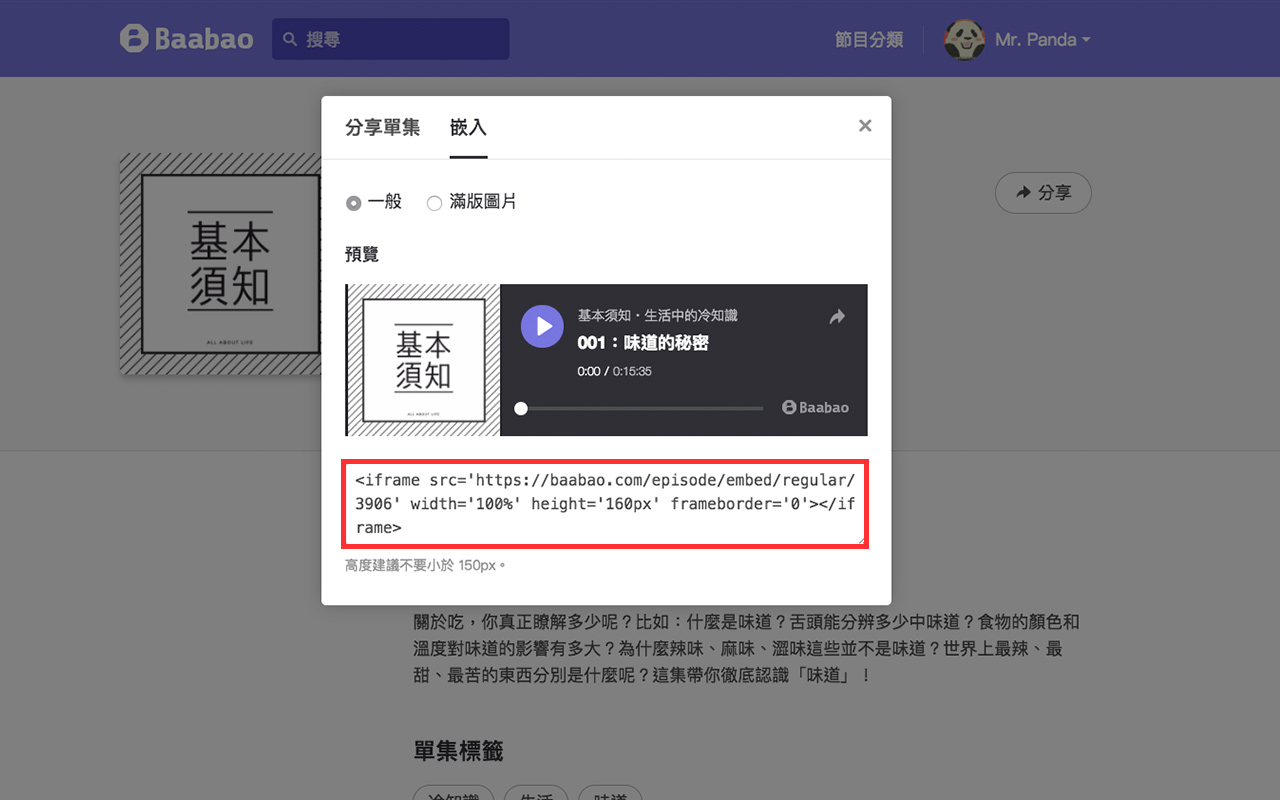 Baabao
搜尋
節目分類
Mr. Panda
分享單集
嵌入
×
基本
須知
ALL ABOUT LIFE
分享
一般
滿版圖片
預覽
基本
須知
ALL ABOUT LIFE
基本須知・生活中的冷知識
001：味道的秘密
0:00 / 0:15:35
Baabao
<iframe src='https://baabao.com/episode/embed/regular/
3906' width='100%' height='160px' frameborder='0'></if
rame>
高度建議不要小於 150px。
關於吃，你真正瞭解多少呢？比如：什麼是味道？舌頭能分辨多少中味道？食物的顏色和
溫度對味道的影響有多大？為什麼辣味、麻味、澀味這些並不是味道？世界上最辣、最
甜、最苦的東西分別是什麼呢？這集帶你徹底認識「味道」！
單集標籤
冷知識
生活
味道